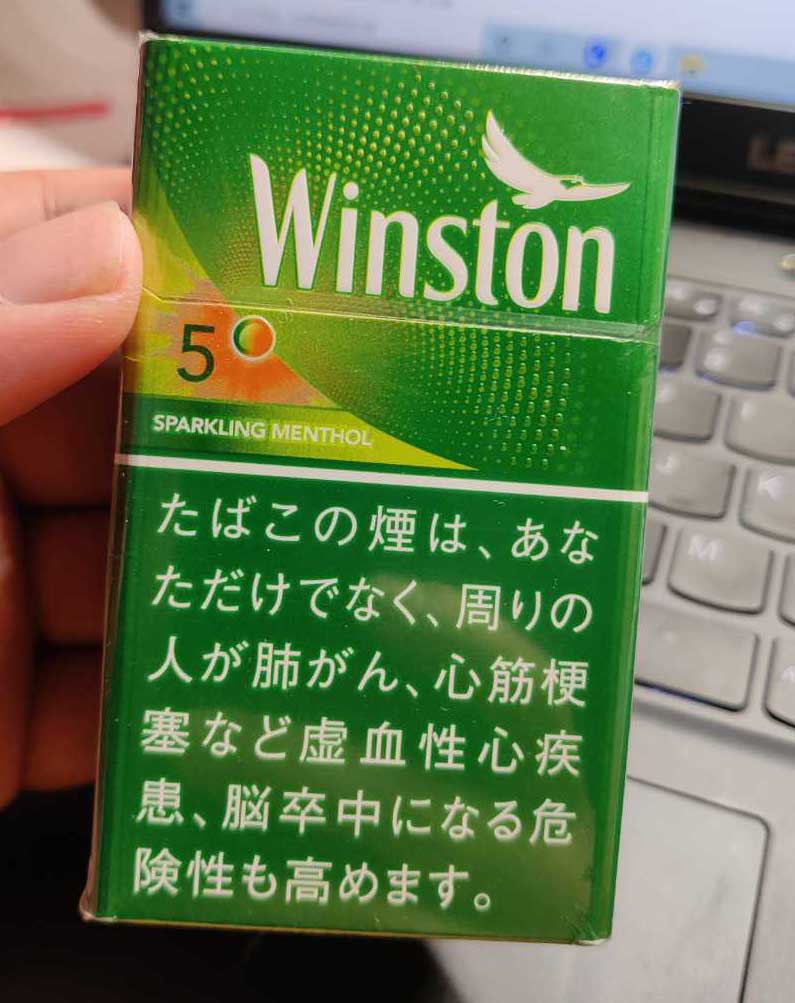 Winston
5
SPARKLING MENTHOL
たばこの煙は、あな
ただけでなく、周りの
人が肺がん、心筋梗
塞など虚血性心疾
患、脳卒中になる危
険性も高めます。
M
K